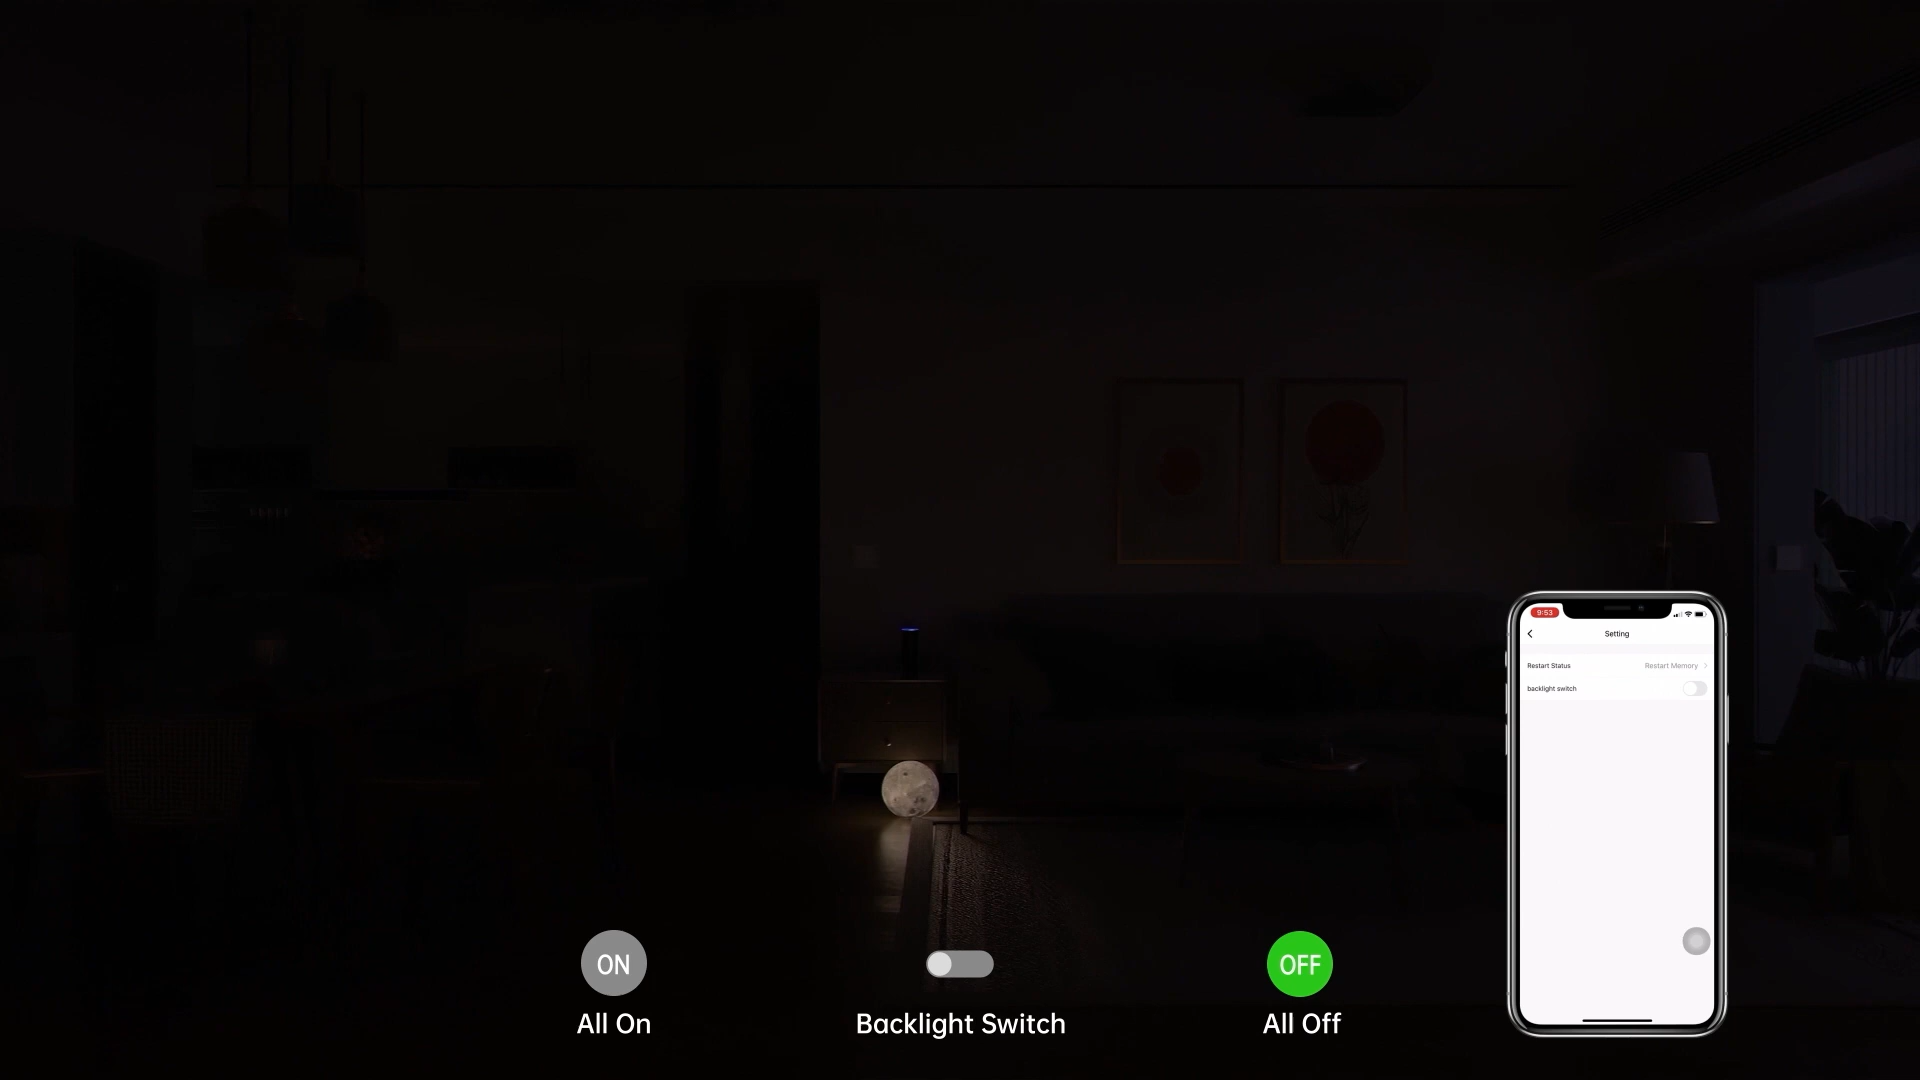 9:53
Setting
Restart Status
Restart Memory
backlight switch
ON
OFF
All On
Backlight Switch
All Off